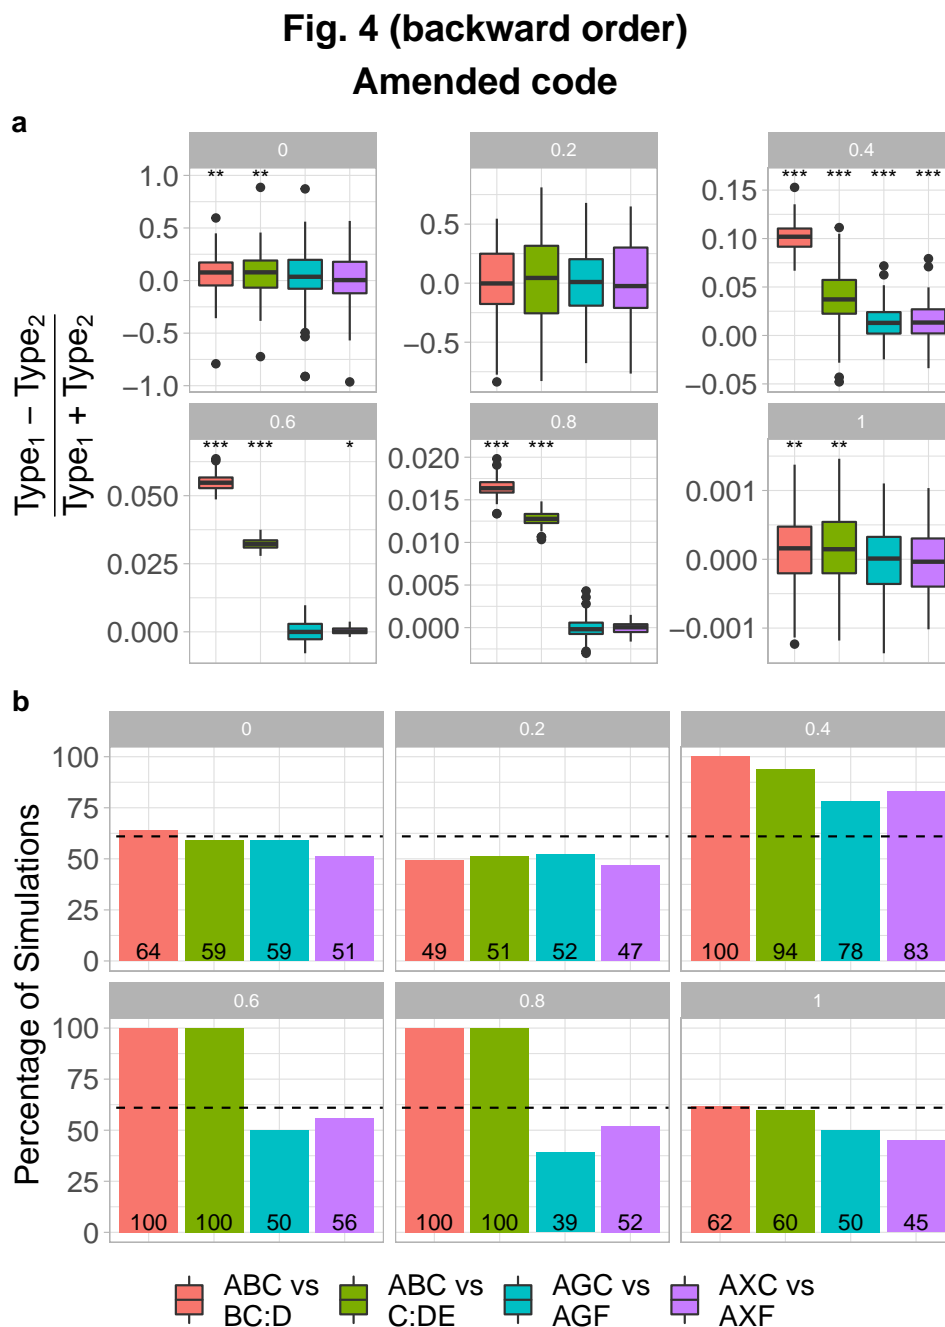 Fig. 4 (backward order)
Amended code
a
Type1 − Type2
Type1 + Type2
0
** **
1.0
0.5
0.0
−0.5
−1.0
0.2
0.5
0.0
−0.5
0.4
*** *** *** ***
0.15
0.10
0.05
0.00
−0.05
0.6
*** *** *
0.050
0.025
0.000
0.8
*** ***
0.020
0.015
0.010
0.005
0.000
1
** **
0.001
0.000
−0.001
b
Percentage of Simulations
0
100
75
50
25
0
64 59 59 51
0.2
49 51 52 47
0.4
100 94 78 83
0.6
100
75
50
25
0
100 100 50 56
0.8
100 100 39 52
1
62 60 50 45
ABC vs
BC:D
ABC vs
C:DE
AGC vs
AGF
AXC vs
AXF